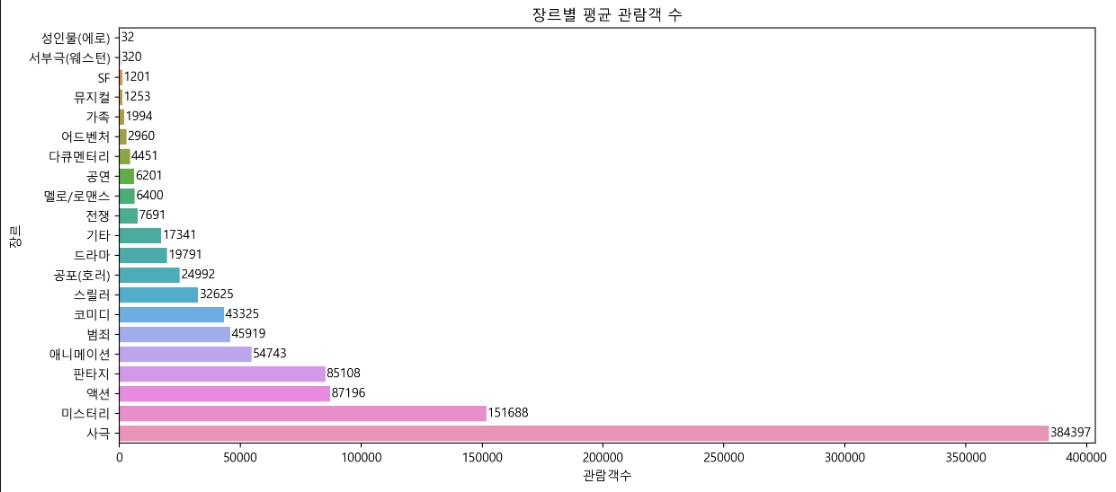 장르별 평균 관람객 수
장르
성인물(에로) 32
서부극(웨스턴) 320
SF 1201
뮤지컬 1253
가족 1994
어드벤처 2960
다큐멘터리 4451
공연 6201
멜로/로맨스 6400
전쟁 7691
기타 17341
드라마 19791
공포(호러) 24992
스릴러 32625
코미디 43325
범죄 45919
애니메이션 54743
판타지 85108
액션 87196
미스터리 151688
사극 384397
0 50000 100000 150000 200000 250000 300000 350000 400000
관람객수